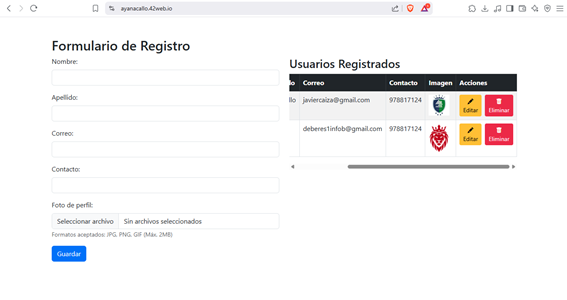 ayanacallo.42web.io
Formulario de Registro
Nombre:
Apellido:
Correo:
Contacto:
Foto de perfil:
Seleccionar archivo Sin archivos seleccionados
Formatos aceptados: JPG, PNG, GIF (Máx. 2MB)
Guardar
Usuarios Registrados
lo Correo Contacto Imagen Acciones
llo javiercaiza@gmail.com 978817124 Editar Eliminar
deberes1infob@gmail.com 978817124 Editar Eliminar